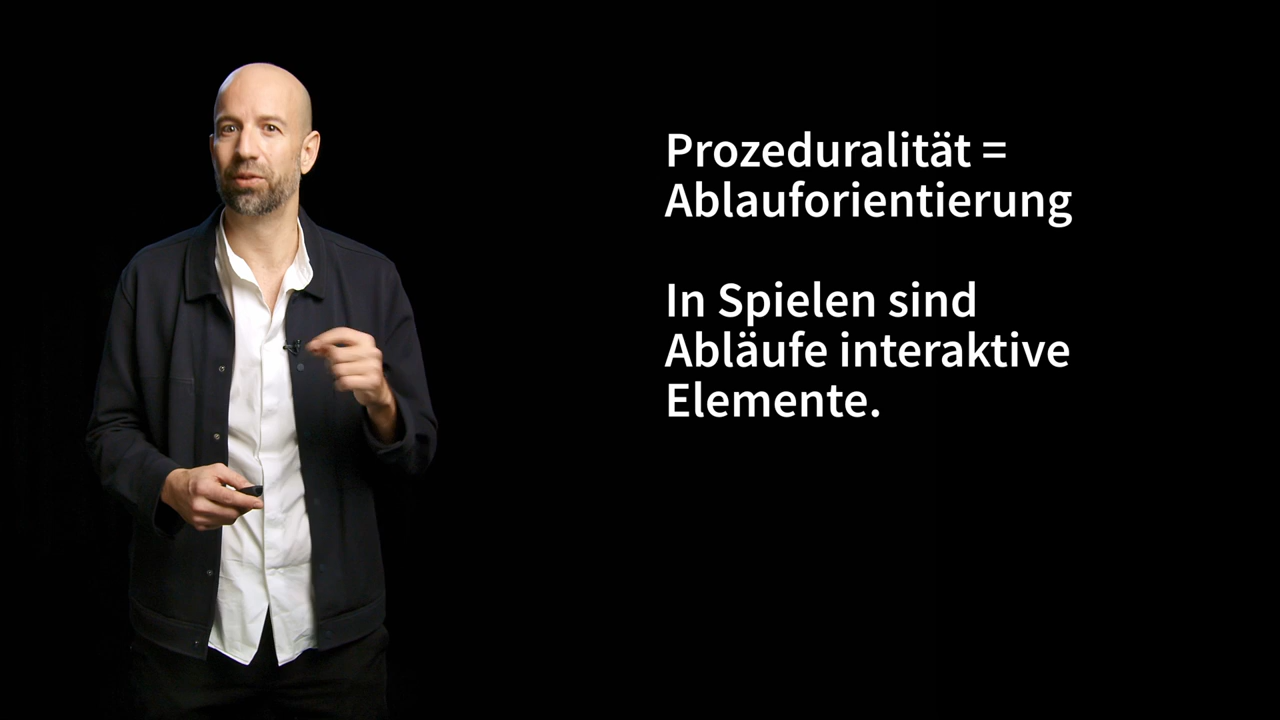 Prozeduralität =
Ablauforientierung
In Spielen sind
Abläufe interaktive
Elemente.